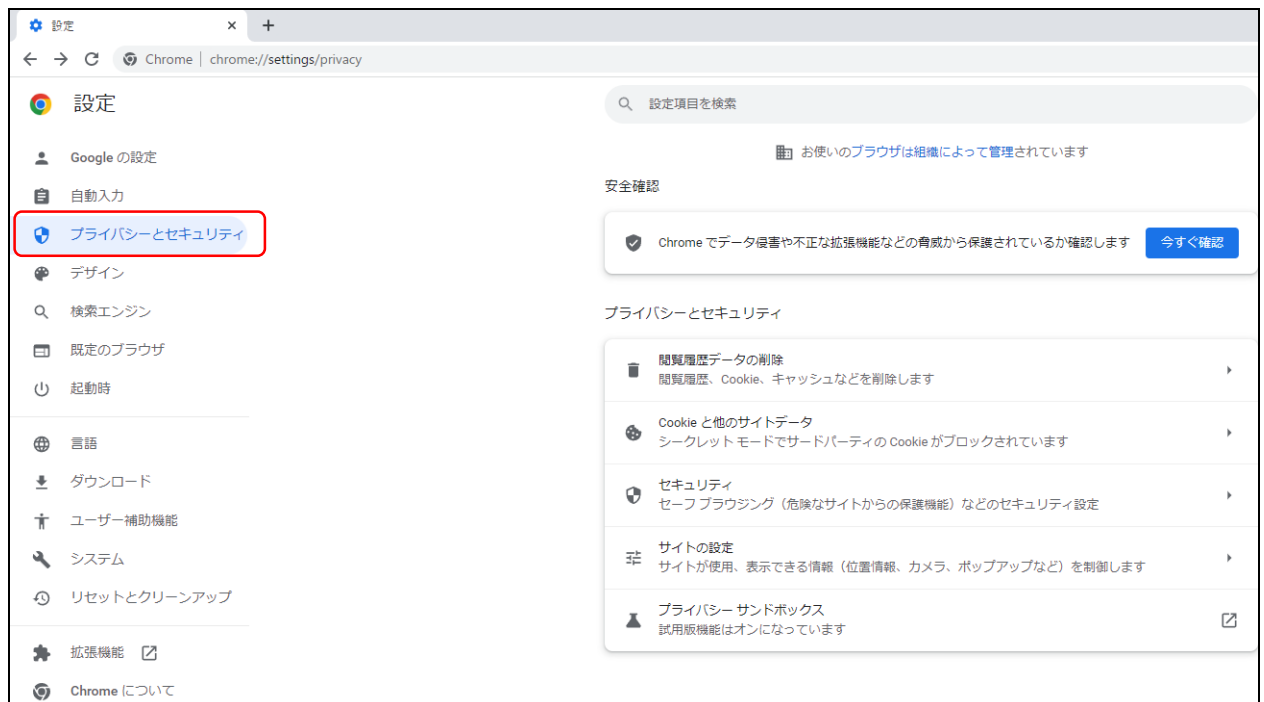 設定
Chrome | chrome://settings/privacy
設定
設定項目を検索
Google の設定
自動入力
プライバシーとセキュリティ
デザイン
検索エンジン
既定のブラウザ
起動時
言語
ダウンロード
ユーザー補助機能
システム
リセットとクリーンアップ
拡張機能
Chrome について
お使いのブラウザは組織によって管理されています
安全確認
Chrome でデータ侵害や不正な拡張機能などの脅威から保護されているか確認します
今すぐ確認
プライバシーとセキュリティ
閲覧履歴データの削除
閲覧履歴、Cookie、キャッシュなどを削除します
Cookie と他のサイトデータ
シークレット モードでサードパーティの Cookie がブロックされています
セキュリティ
セーフ ブラウジング（危険なサイトからの保護機能）などのセキュリティ設定
サイトの設定
サイトが使用、表示できる情報（位置情報、カメラ、ポップアップなど）を制御します
プライバシー サンドボックス
試用版機能はオンになっています